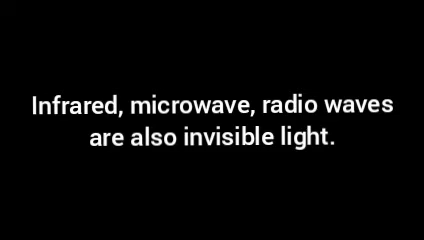 Infrared, microwave, radio waves
are also invisible light.